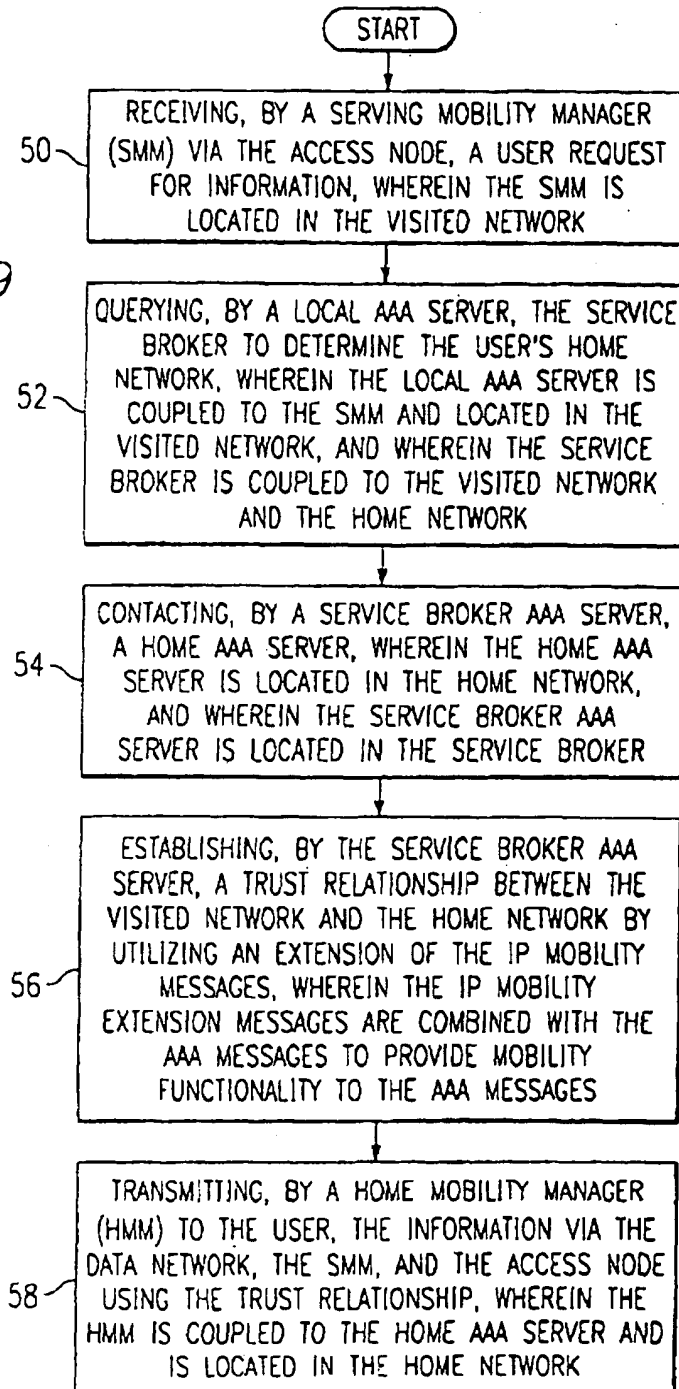 START
50
RECEIVING, BY A SERVING MOBILITY MANAGER
(SMM) VIA THE ACCESS NODE, A USER REQUEST
FOR INFORMATION, WHEREIN THE SMM IS
LOCATED IN THE VISITED NETWORK
9
52
QUERYING, BY A LOCAL AAA SERVER, THE SERVICE
BROKER TO DETERMINE THE USER'S HOME
NETWORK, WHEREIN THE LOCAL AAA SERVER IS
COUPLED TO THE SMM AND LOCATED IN THE
VISITED NETWORK, AND WHEREIN THE SERVICE
BROKER IS COUPLED TO THE VISITED NETWORK
AND THE HOME NETWORK
54
CONTACTING, BY A SERVICE BROKER AAA SERVER,
A HOME AAA SERVER, WHEREIN THE HOME AAA
SERVER IS LOCATED IN THE HOME NETWORK,
AND WHEREIN THE SERVICE BROKER AAA
SERVER IS LOCATED IN THE SERVICE BROKER
56
ESTABLISHING, BY THE SERVICE BROKER AAA
SERVER, A TRUST RELATIONSHIP BETWEEN THE
VISITED NETWORK AND THE HOME NETWORK BY
UTILIZING AN EXTENSION OF THE IP MOBILITY
MESSAGES, WHEREIN THE IP MOBILITY
EXTENSION MESSAGES ARE COMBINED WITH THE
AAA MESSAGES TO PROVIDE MOBILITY
FUNCTIONALITY TO THE AAA MESSAGES
58
TRANSMITTING, BY A HOME MOBILITY MANAGER
(HMM) TO THE USER, THE INFORMATION VIA THE
DATA NETWORK, THE SMM, AND THE ACCESS NODE
USING THE TRUST RELATIONSHIP, WHEREIN THE
HMM IS COUPLED TO THE HOME AAA SERVER AND
IS LOCATED IN THE HOME NETWORK